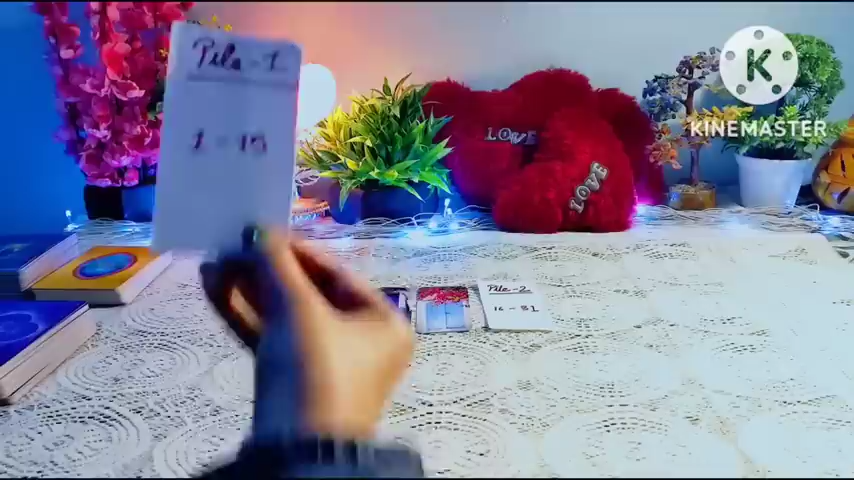 Pile-1
1-15
LOVE
LOVE
K
KINEMASTER
Pile-2
16-31